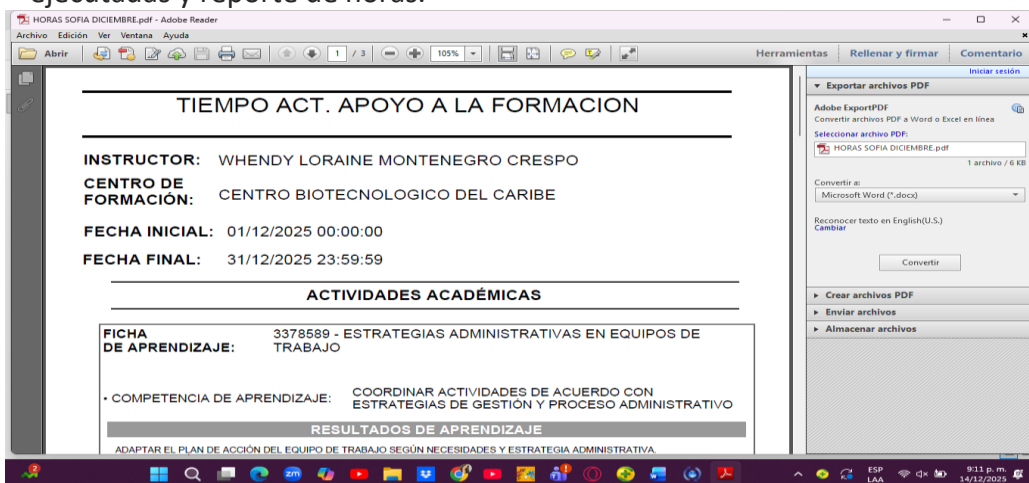 ejecutadas y reporte de horas.
HORAS SOFIA DICIEMBRE.pdf - Adobe Reader
Archivo Edición Ver Ventana Ayuda
Abrir 1 / 3 105% Herramientas Rellenar y firmar Comentario
Iniciar sesión
TIEMPO ACT. APOYO A LA FORMACION
INSTRUCTOR: WHENDY LORAINE MONTENEGRO CRESPO
CENTRO DE
FORMACIÓN: CENTRO BIOTECNOLOGICO DEL CARIBE
FECHA INICIAL: 01/12/2025 00:00:00
FECHA FINAL: 31/12/2025 23:59:59
ACTIVIDADES ACADÉMICAS
FICHA
DE APRENDIZAJE:
3378589 - ESTRATEGIAS ADMINISTRATIVAS EN EQUIPOS DE
TRABAJO
• COMPETENCIA DE APRENDIZAJE:
COORDINAR ACTIVIDADES DE ACUERDO CON
ESTRATEGIAS DE GESTIÓN Y PROCESO ADMINISTRATIVO
RESULTADOS DE APRENDIZAJE
ADAPTAR EL PLAN DE ACCIÓN DEL EQUIPO DE TRABAJO SEGÚN NECESIDADES Y ESTRATEGIA ADMINISTRATIVA.
Exportar archivos PDF
Adobe ExportPDF
Convertir archivos PDF a Word o Excel en línea
Seleccionar archivo PDF:
HORAS SOFIA DICIEMBRE.pdf
1 archivo / 6 KB
Convertir a:
Microsoft Word (*.docx)
Reconocer texto en English(U.S.)
Cambiar
Convertir
Crear archivos PDF
Enviar archivos
Almacenar archivos
zm
ESP
LAA
9:11 p. m.
14/12/2025